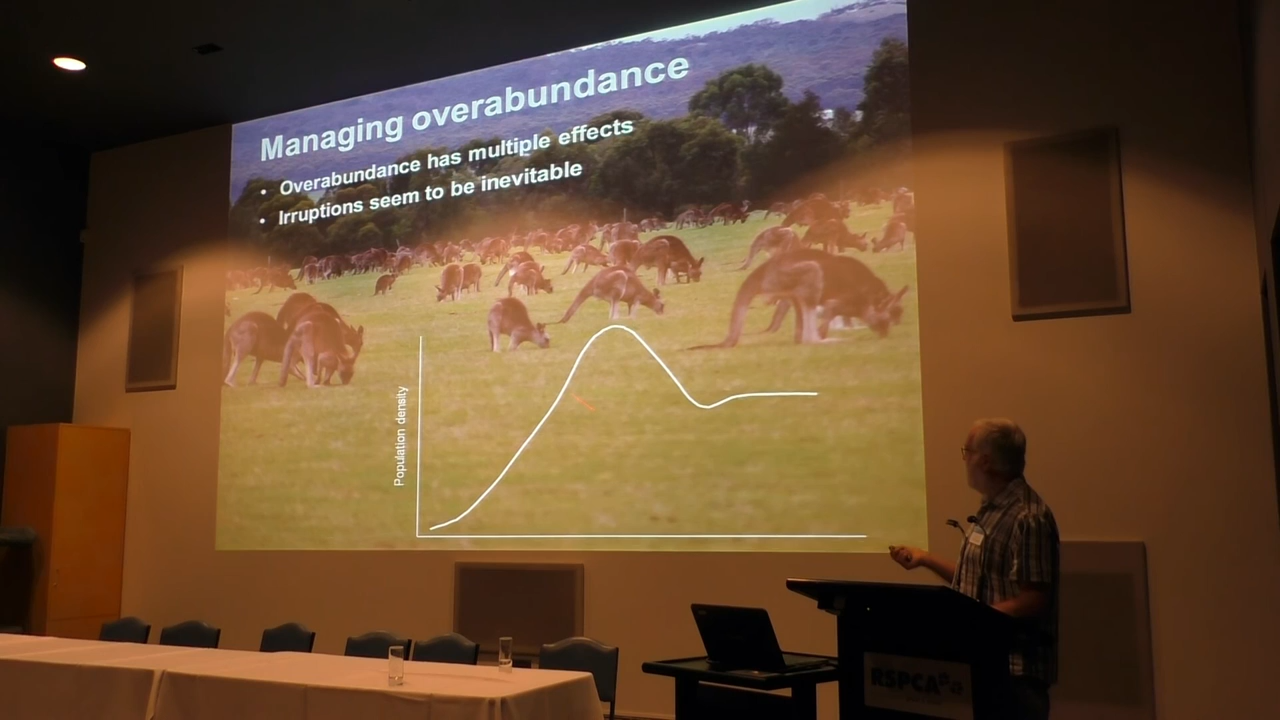 Managing overabundance
• Overabundance has multiple effects
• Irruptions seem to be inevitable
Population density
RSPCA